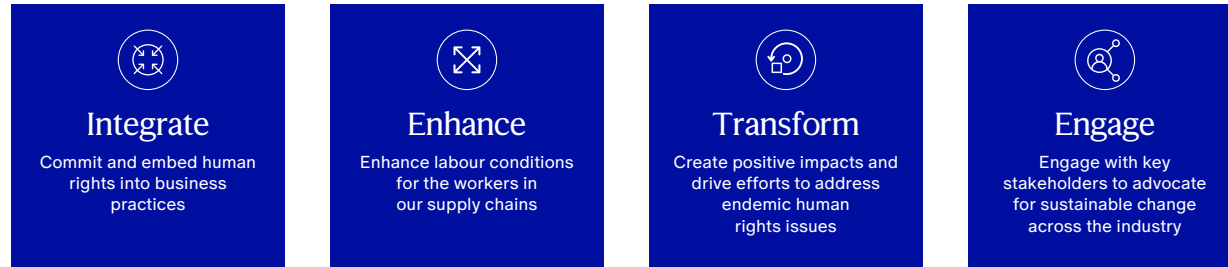 Integrate
Commit and embed human
rights into business
practices
Enhance
Enhance labour conditions
for the workers in
our supply chains
Transform
Create positive impacts and
drive efforts to address
endemic human
rights issues
Engage
Engage with key
stakeholders to advocate
for sustainable change
across the industry